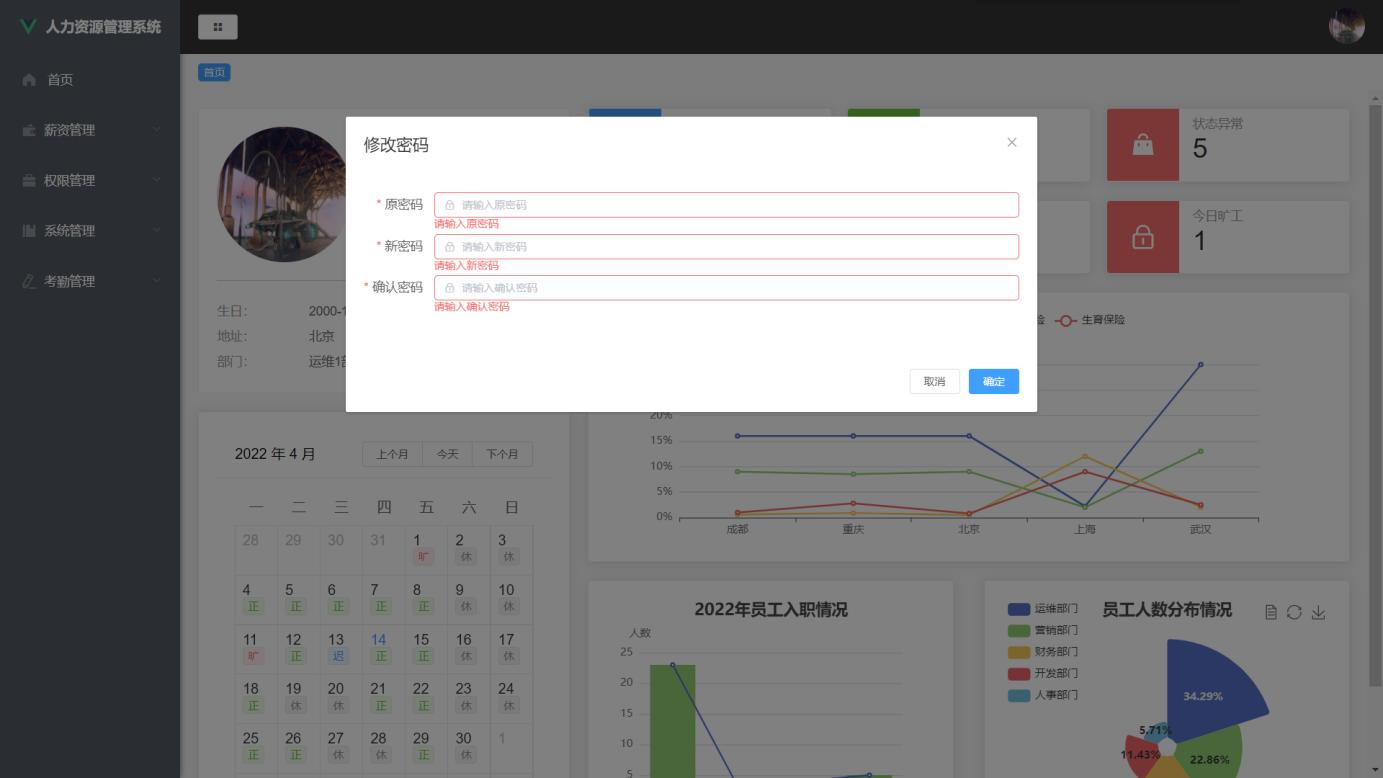 人力资源管理系统
首页
薪资管理
权限管理
系统管理
考勤管理
首页
修改密码
* 原密码
请输入原密码
请输入原密码
* 新密码
请输入新密码
请输入新密码
* 确认密码
请输入确认密码
请输入确认密码
取消
确定
状态异常
5
今日旷工
1
生日:
2000-1
地址:
北京
部门:
运维1部
险
生育保险
20%
15%
10%
5%
0%
成都 重庆 北京 上海 武汉
2022 年 4 月
上个月 今天 下个月
一 二 三 四 五 六 日
28 29 30 31 1 2 3
旷 休 休
4 5 6 7 8 9 10
正 正 正 正 正 休 休
11 12 13 14 15 16 17
旷 正 迟 正 正 休 休
18 19 20 21 22 23 24
正 休 休 正 正 休 休
25 26 27 28 29 30 1
正 正 休 休 正 休
2022年员工入职情况
人数
25
20
15
10
5
员工人数分布情况
运维部门
营销部门
财务部门
开发部门
人事部门
34.29%
5.71%
11.43%
22.86%